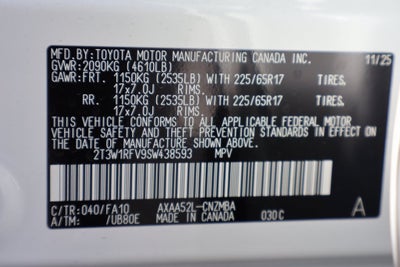 MFD.BY:TOYOTA MOTOR MANUFACTURING CANADA INC. 11/25
GVWR:2090KG (4610LB)
GAWR:FRT. 1150KG (2535LB) WITH 225/65R17 TIRES.
17x7.0J RIMS
RR. 1150KG (2535LB) WITH 225/65R17 TIRES.
17x7.0J RIMS
THIS VEHICLE CONFORMS TO ALL APPLICABLE FEDERAL MOTOR
VEHICLE SAFETY AND THEFT PREVENTION STANDARDS IN EFFECT ON
THE DATE OF MANUFACTURE SHOWN ABOVE.
2T3W1RFV9SW438593 MPV
C/TR:040/FA10 AXAA52L-CNZMBA
A/TM: /UB80E MADE IN CANADA 030C A